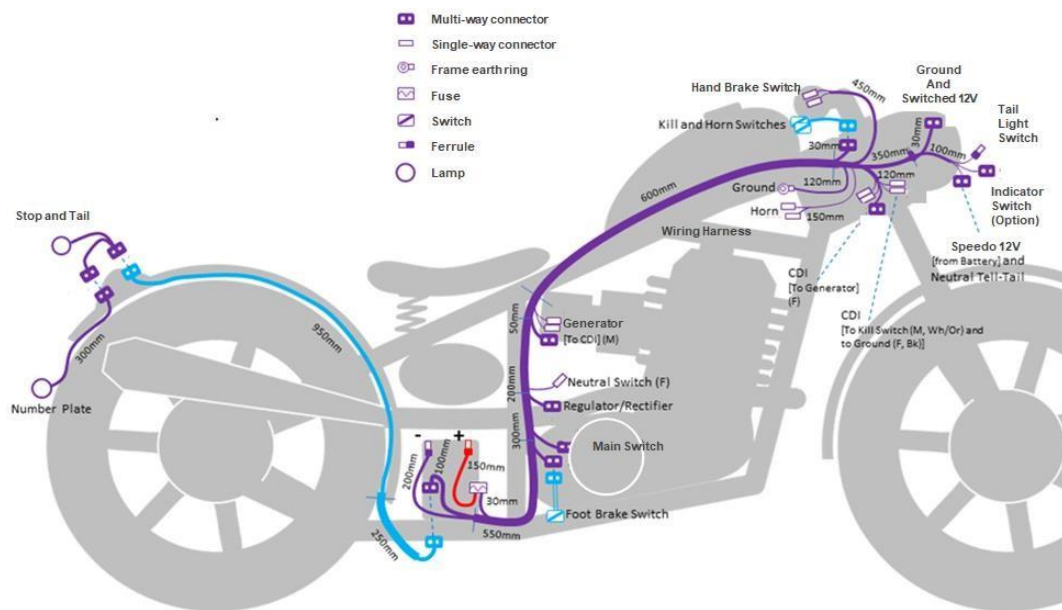 Multi-way connector
Single-way connector
Frame earth ring
Fuse
Switch
Ferrule
Lamp
Hand Brake Switch
450mm
Ground
And
Switched 12V
Tail
Light
Switch
Kill and Horn Switches
30mm
350mm
30mm
100mm
Ground
120mm
120mm
Horn
150mm
Indicator
Switch
(Option)
600mm
Wiring Harness
Speedo 12V
[from Battery] and
Neutral Tell-Tail
CDI
[To Generator]
(F)
CDI
[To Kill Switch (M, Wh/Or) and
to Ground (F, Bk)]
Stop and Tail
950mm
300mm
Number Plate
50mm
Generator
[To CDI] (M)
200mm
Neutral Switch (F)
Regulator/Rectifier
300mm
Main Switch
-
+
200mm
100mm
150mm
30mm
550mm
Foot Brake Switch
250mm